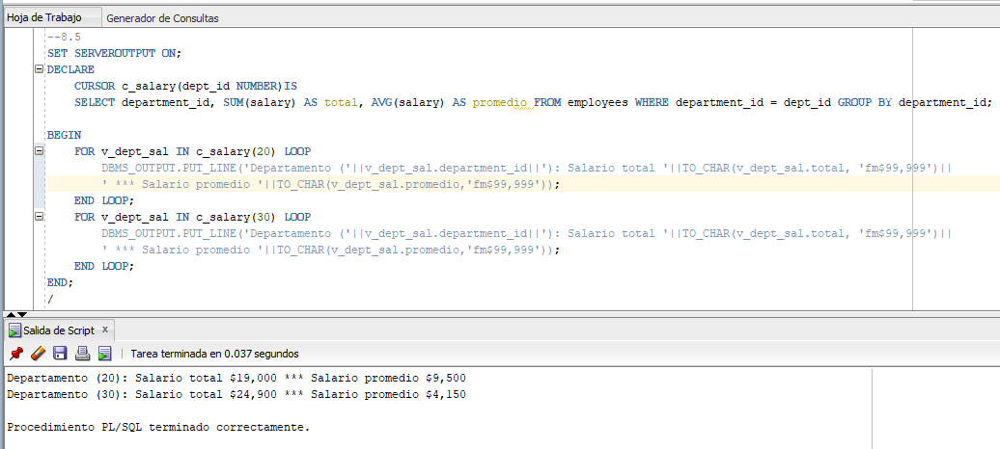 Hoja de Trabajo Generador de Consultas
--8.5
SET SERVEROUTPUT ON;
DECLARE
CURSOR c_salary(dept_id NUMBER)IS
SELECT department_id, SUM(salary) AS total, AVG(salary) AS promedio FROM employees WHERE department_id = dept_id GROUP BY department_id;
BEGIN
FOR v_dept_sal IN c_salary(20) LOOP
DBMS_OUTPUT.PUT_LINE('Departamento ('||v_dept_sal.department_id||'): Salario total '||TO_CHAR(v_dept_sal.total, 'fm$99,999')||
' *** Salario promedio '||TO_CHAR(v_dept_sal.promedio,'fm$99,999'));
END LOOP;
FOR v_dept_sal IN c_salary(30) LOOP
DBMS_OUTPUT.PUT_LINE('Departamento ('||v_dept_sal.department_id||'): Salario total '||TO_CHAR(v_dept_sal.total, 'fm$99,999')||
' *** Salario promedio '||TO_CHAR(v_dept_sal.promedio,'fm$99,999'));
END LOOP;
END;
/
Salida de Script x
Tarea terminada en 0.037 segundos
Departamento (20): Salario total $19,000 *** Salario promedio $9,500
Departamento (30): Salario total $24,900 *** Salario promedio $4,150
Procedimiento PL/SQL terminado correctamente.